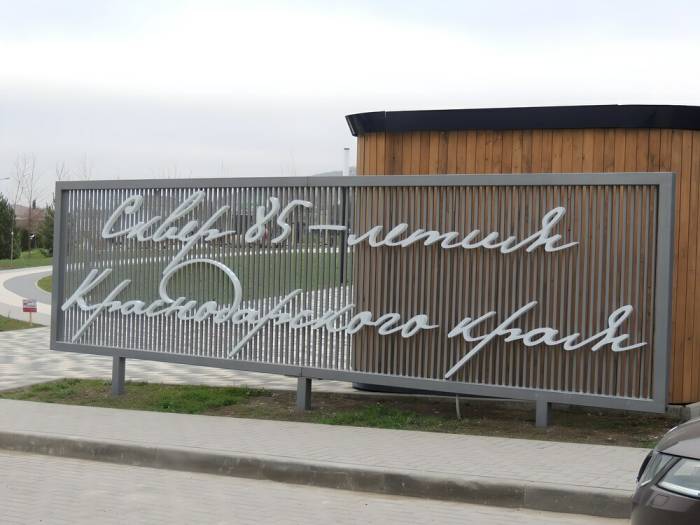 Сквер 85-летия
Краснодарского края